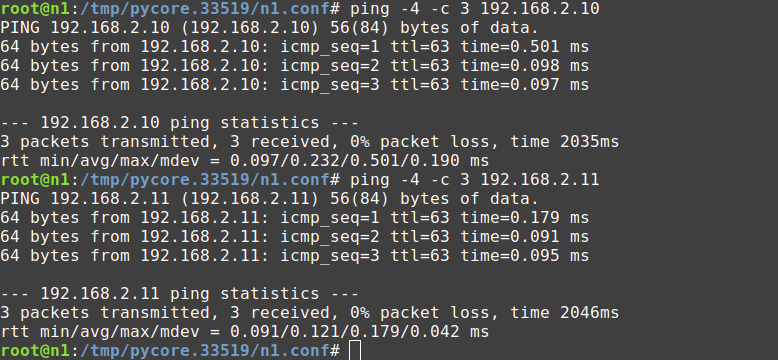 root@n1:/tmp/pycore.33519/n1.conf# ping -4 -c 3 192.168.2.10
PING 192.168.2.10 (192.168.2.10) 56(84) bytes of data.
64 bytes from 192.168.2.10: icmp_seq=1 ttl=63 time=0.501 ms
64 bytes from 192.168.2.10: icmp_seq=2 ttl=63 time=0.098 ms
64 bytes from 192.168.2.10: icmp_seq=3 ttl=63 time=0.097 ms

--- 192.168.2.10 ping statistics ---
3 packets transmitted, 3 received, 0% packet loss, time 2035ms
rtt min/avg/max/mdev = 0.097/0.232/0.501/0.190 ms
root@n1:/tmp/pycore.33519/n1.conf# ping -4 -c 3 192.168.2.11
PING 192.168.2.11 (192.168.2.11) 56(84) bytes of data.
64 bytes from 192.168.2.11: icmp_seq=1 ttl=63 time=0.179 ms
64 bytes from 192.168.2.11: icmp_seq=2 ttl=63 time=0.091 ms
64 bytes from 192.168.2.11: icmp_seq=3 ttl=63 time=0.095 ms

--- 192.168.2.11 ping statistics ---
3 packets transmitted, 3 received, 0% packet loss, time 2046ms
rtt min/avg/max/mdev = 0.091/0.121/0.179/0.042 ms
root@n1:/tmp/pycore.33519/n1.conf#